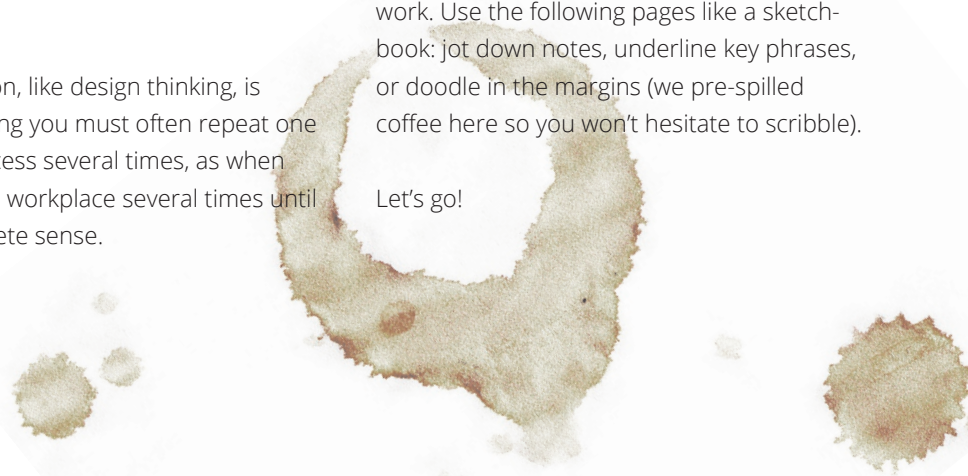 on, like design thinking, is
ng you must often repeat one
ess several times, as when
workplace several times until
ete sense.
work. Use the following pages like a sketch-
book: jot down notes, underline key phrases,
or doodle in the margins (we pre-spilled
coffee here so you won’t hesitate to scribble).
Let’s go!